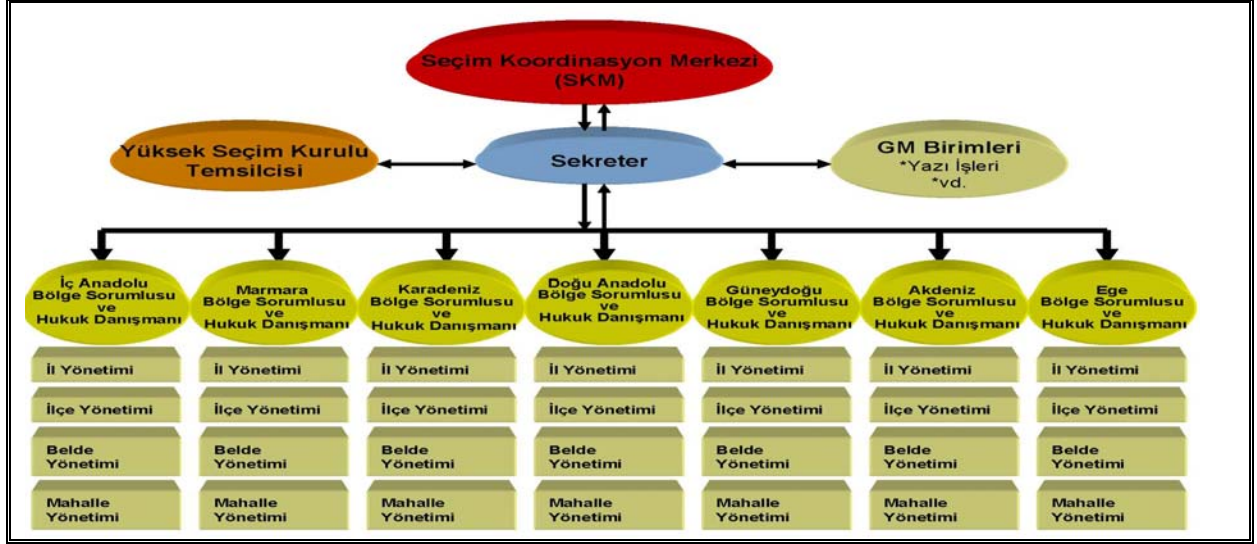 Seçim Koordinasyon Merkezi
(SKM)
Yüksek Seçim Kurulu
Temsilcisi
Sekreter
GM Birimleri
*Yazı İşleri
*vd.
İç Anadolu
Bölge Sorumlusu
ve
Hukuk Danışmanı
Marmara
Bölge Sorumlusu
ve
Hukuk Danışmanı
Karadeniz
Bölge Sorumlusu
ve
Hukuk Danışmanı
Doğu Anadolu
Bölge Sorumlusu
ve
Hukuk Danışmanı
Güneydoğu
Bölge Sorumlusu
ve
Hukuk Danışmanı
Akdeniz
Bölge Sorumlusu
ve
Hukuk Danışmanı
Ege
Bölge Sorumlusu
ve
Hukuk Danışmanı
İl Yönetimi
İl Yönetimi
İl Yönetimi
İl Yönetimi
İl Yönetimi
İl Yönetimi
İl Yönetimi
İlçe Yönetimi
İlçe Yönetimi
İlçe Yönetimi
İlçe Yönetimi
İlçe Yönetimi
İlçe Yönetimi
İlçe Yönetimi
Belde
Yönetimi
Belde
Yönetimi
Belde
Yönetimi
Belde
Yönetimi
Belde
Yönetimi
Belde
Yönetimi
Belde
Yönetimi
Mahalle
Yönetimi
Mahalle
Yönetimi
Mahalle
Yönetimi
Mahalle
Yönetimi
Mahalle
Yönetimi
Mahalle
Yönetimi
Mahalle
Yönetimi